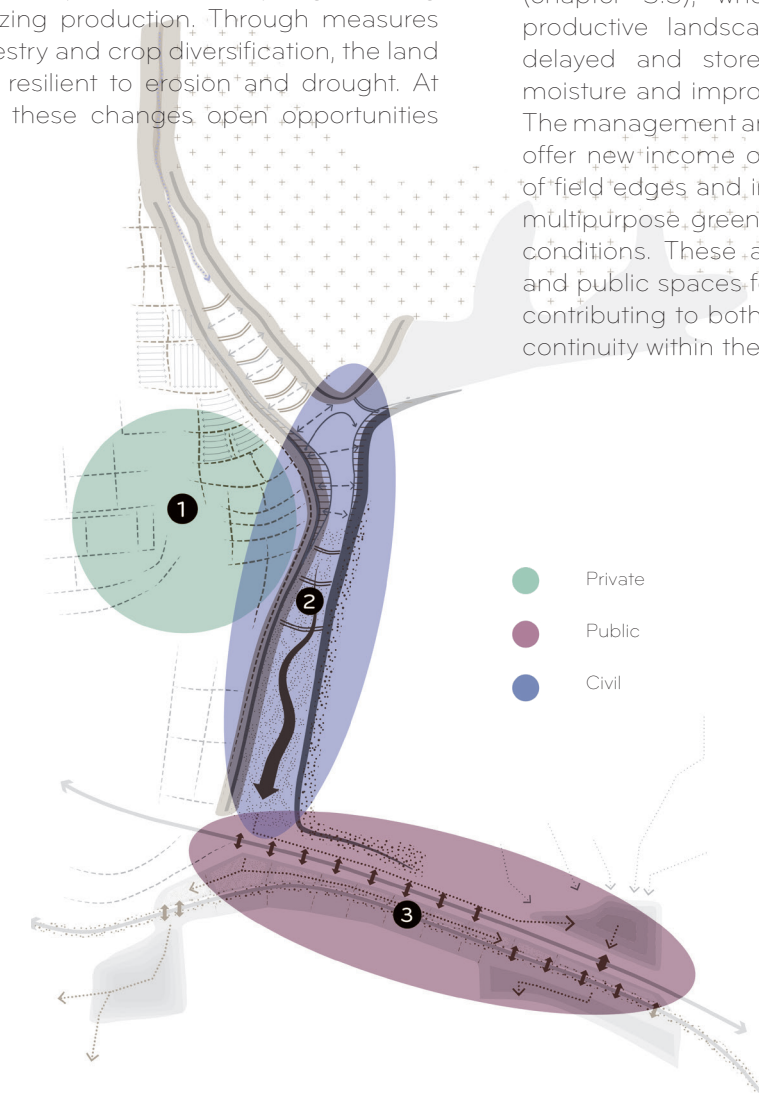 zing production. Through measures
estry and crop diversification, the land
resilient to erosion and drought. At
these changes open opportunities
productive landsca
delayed and store
moisture and impro
The management ar
offer new income o
of field edges and in
multipurpose green
conditions. These a
and public spaces f
contributing to both
continuity within the
1
2
3
Private
Public
Civil